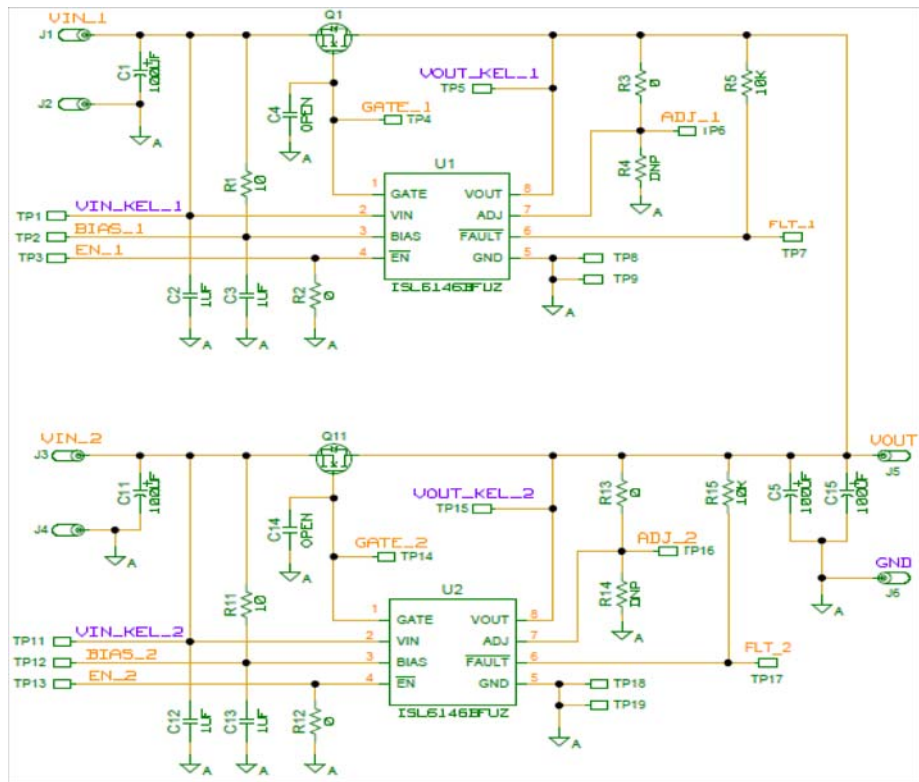 VIN_1
J1
Q1
C1
100UF
J2
A
C4
OPEN
A
GATE_1
TP4
VOUT_KEL_1
TP5
R3
0
R5
10K
ADJ_1
TP6
R4
DNP
A
R1
10
U1
TP1
VIN_KEL_1
1
GATE
VOUT
8
TP2
BIAS_1
2
VIN
ADJ
7
TP3
EN_1
3
BIAS
FAULT
6
FLT_1
TP7
4
EN
GND
5
TP8
TP9
ISL6146BFUZ
C2
1UF
C3
1UF
R2
0
A
A
A
A
VIN_2
J3
Q11
VOUT
J5
C11
100UF
J4
A
C14
OPEN
A
GATE_2
TP14
VOUT_KEL_2
TP15
R13
0
R15
10K
C5
100UF
C15
100UF
ADJ_2
TP16
R14
DNP
A
GND
J6
A
R11
10
U2
TP11
VIN_KEL_2
1
GATE
VOUT
8
TP12
BIAS_2
2
VIN
ADJ
7
TP13
EN_2
3
BIAS
FAULT
6
FLT_2
TP17
4
EN
GND
5
TP18
TP19
ISL6146BFUZ
C12
1UF
C13
1UF
R12
0
A
A
A
A